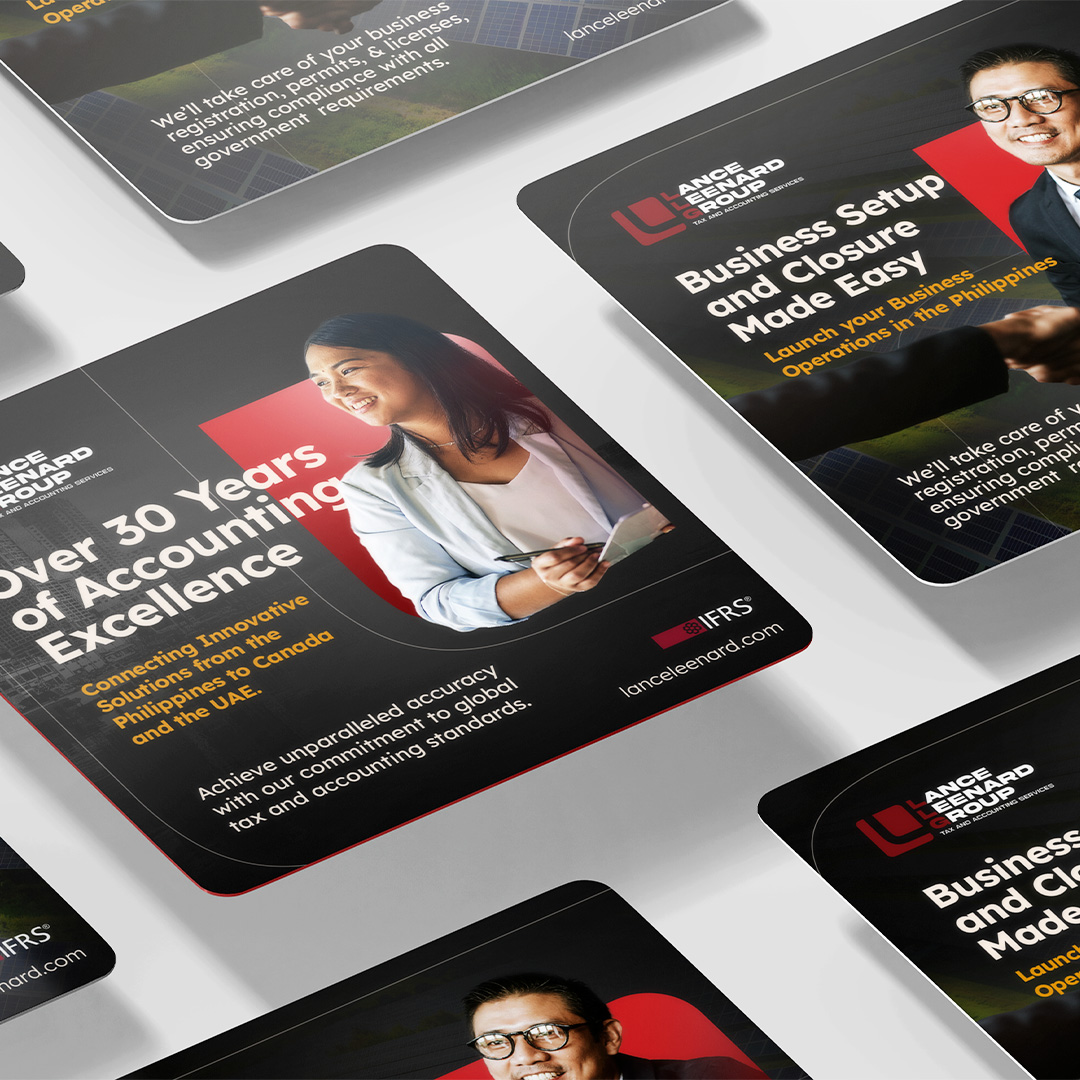 Opera
We'll take care of your business
registration, permits, & licenses,
ensuring compliance with all
government requirements.
lanceleenar
LANCE
LEENARD
GROUP
TAX AND ACCOUNTING SERVICES
Business Setup
and Closure
Made Easy
Launch your Business
Operations in the Philippines
We'll take care of y
registration, perm
ensuring compli
government re
NCE
EENARD
ROUP
X AND ACCOUNTING SERVICES
Over 30 Years
of Accounting
Excellence
Connecting Innovative
Solutions from the
Philippines to Canada
and the UAE.
Achieve unparalleled accuracy
with our commitment to global
tax and accounting standards.
IFRS®
lanceleenard.com
IFRS®
nard.com
LANCE
LEENARD
GROUP
TAX AND ACCOUNTING SERVICES
Business
and Clo
Made
Launch
Oper